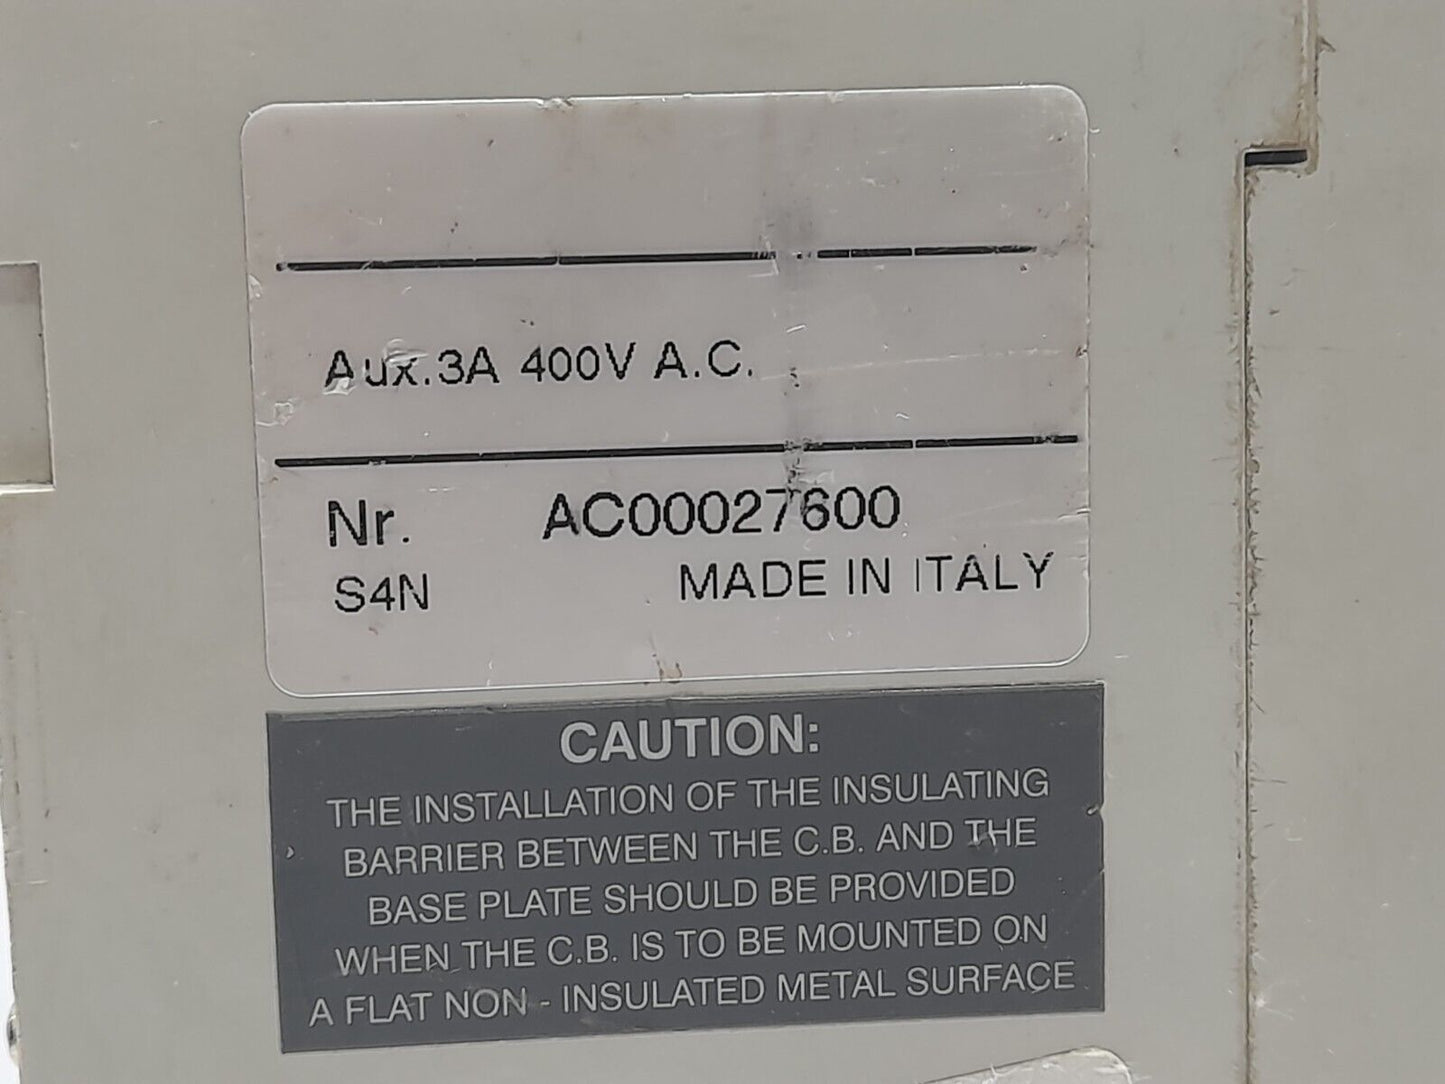 Aux.3A 400V A.C.
Nr. AC00027600
S4N MADE IN ITALY
CAUTION:
THE INSTALLATION OF THE INSULATING
BARRIER BETWEEN THE C.B. AND THE
BASE PLATE SHOULD BE PROVIDED
WHEN THE C.B. IS TO BE MOUNTED ON
A FLAT NON - INSULATED METAL SURFACE